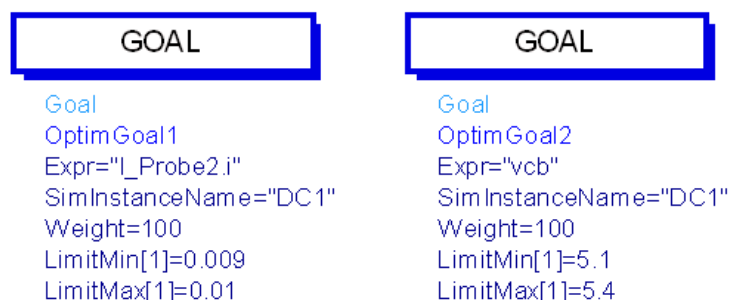 GOAL
Goal
OptimGoal1
Expr="I_Probe2.i"
SimInstanceName="DC1"
Weight=100
LimitMin[1]=0.009
LimitMax[1]=0.01
GOAL
Goal
OptimGoal2
Expr="vcb"
SimInstanceName="DC1"
Weight=100
LimitMin[1]=5.1
LimitMax[1]=5.4